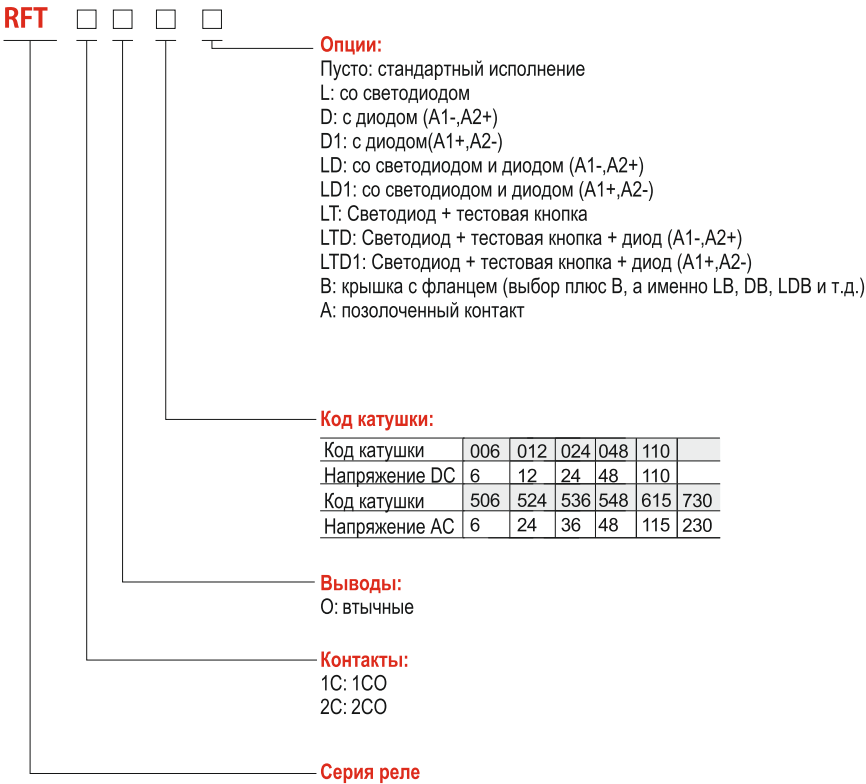 RFT
Опции:
Пусто: стандартный исполнение
L: со светодиодом
D: с диодом (A1-,A2+)
D1: с диодом(A1+,A2-)
LD: со светодиодом и диодом (A1-,A2+)
LD1: со светодиодом и диодом (A1+,A2-)
LT: Светодиод + тестовая кнопка
LTD: Светодиод + тестовая кнопка + диод (A1-,A2+)
LTD1: Светодиод + тестовая кнопка + диод (A1+,A2-)
B: крышка с фланцем (выбор плюс B, а именно LB, DB, LDB и т.д.)
A: позолоченный контакт
Код катушки:
Код катушки 006 012 024 048 110
Напряжение DC 6 12 24 48 110
Код катушки 506 524 536 548 615 730
Напряжение AC 6 24 36 48 115 230
Выводы:
O: втычные
Контакты:
1C: 1CO
2C: 2CO
Серия реле